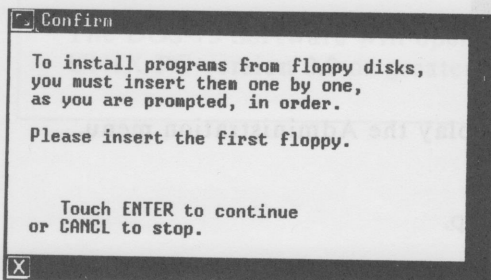 Confirm
To install programs from floppy disks,
you must insert them one by one,
as you are prompted, in order.
Please insert the first floppy.
Touch ENTER to continue
or CANCL to stop.
X